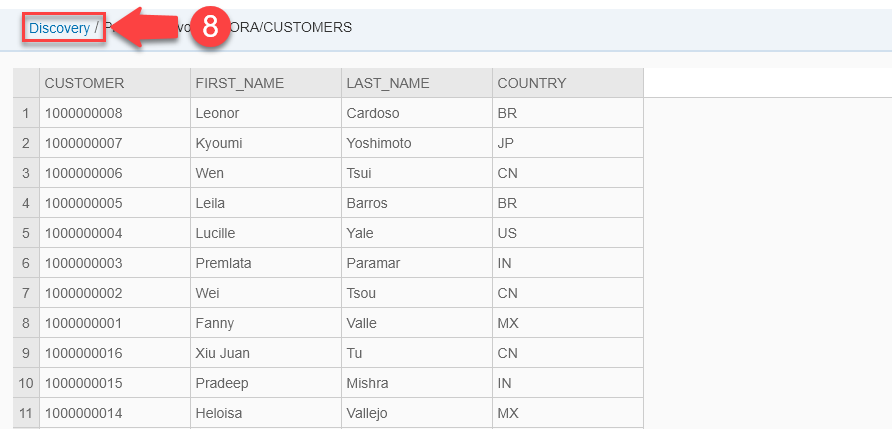 Discovery / 8 ORA/CUSTOMERS
CUSTOMER FIRST_NAME LAST_NAME COUNTRY
1 1000000008 Leonor Cardoso BR
2 1000000007 Kyoumi Yoshimoto JP
3 1000000006 Wen Tsui CN
4 1000000005 Leila Barros BR
5 1000000004 Lucille Yale US
6 1000000003 Premlata Paramar IN
7 1000000002 Wei Tsou CN
8 1000000001 Fanny Valle MX
9 1000000016 Xiu Juan Tu CN
10 1000000015 Pradeep Mishra IN
11 1000000014 Heloisa Vallejo MX